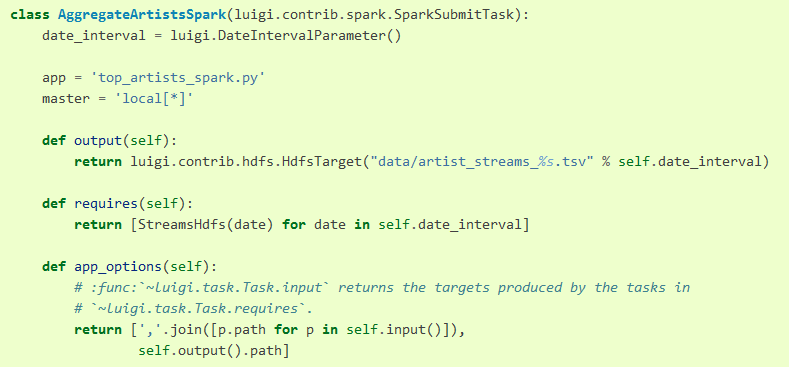 class AggregateArtistsSpark(luigi.contrib.spark.SparkSubmitTask):
    date_interval = luigi.DateIntervalParameter()

    app = 'top_artists_spark.py'
    master = 'local[*]'

    def output(self):
        return luigi.contrib.hdfs.HdfsTarget("data/artist_streams_%s.tsv" % self.date_interval)

    def requires(self):
        return [StreamsHdfs(date) for date in self.date_interval]

    def app_options(self):
        # :func:`~luigi.task.Task.input` returns the targets produced by the tasks in
        # `~luigi.task.Task.requires`.
        return [','.join([p.path for p in self.input()]),
                self.output().path]